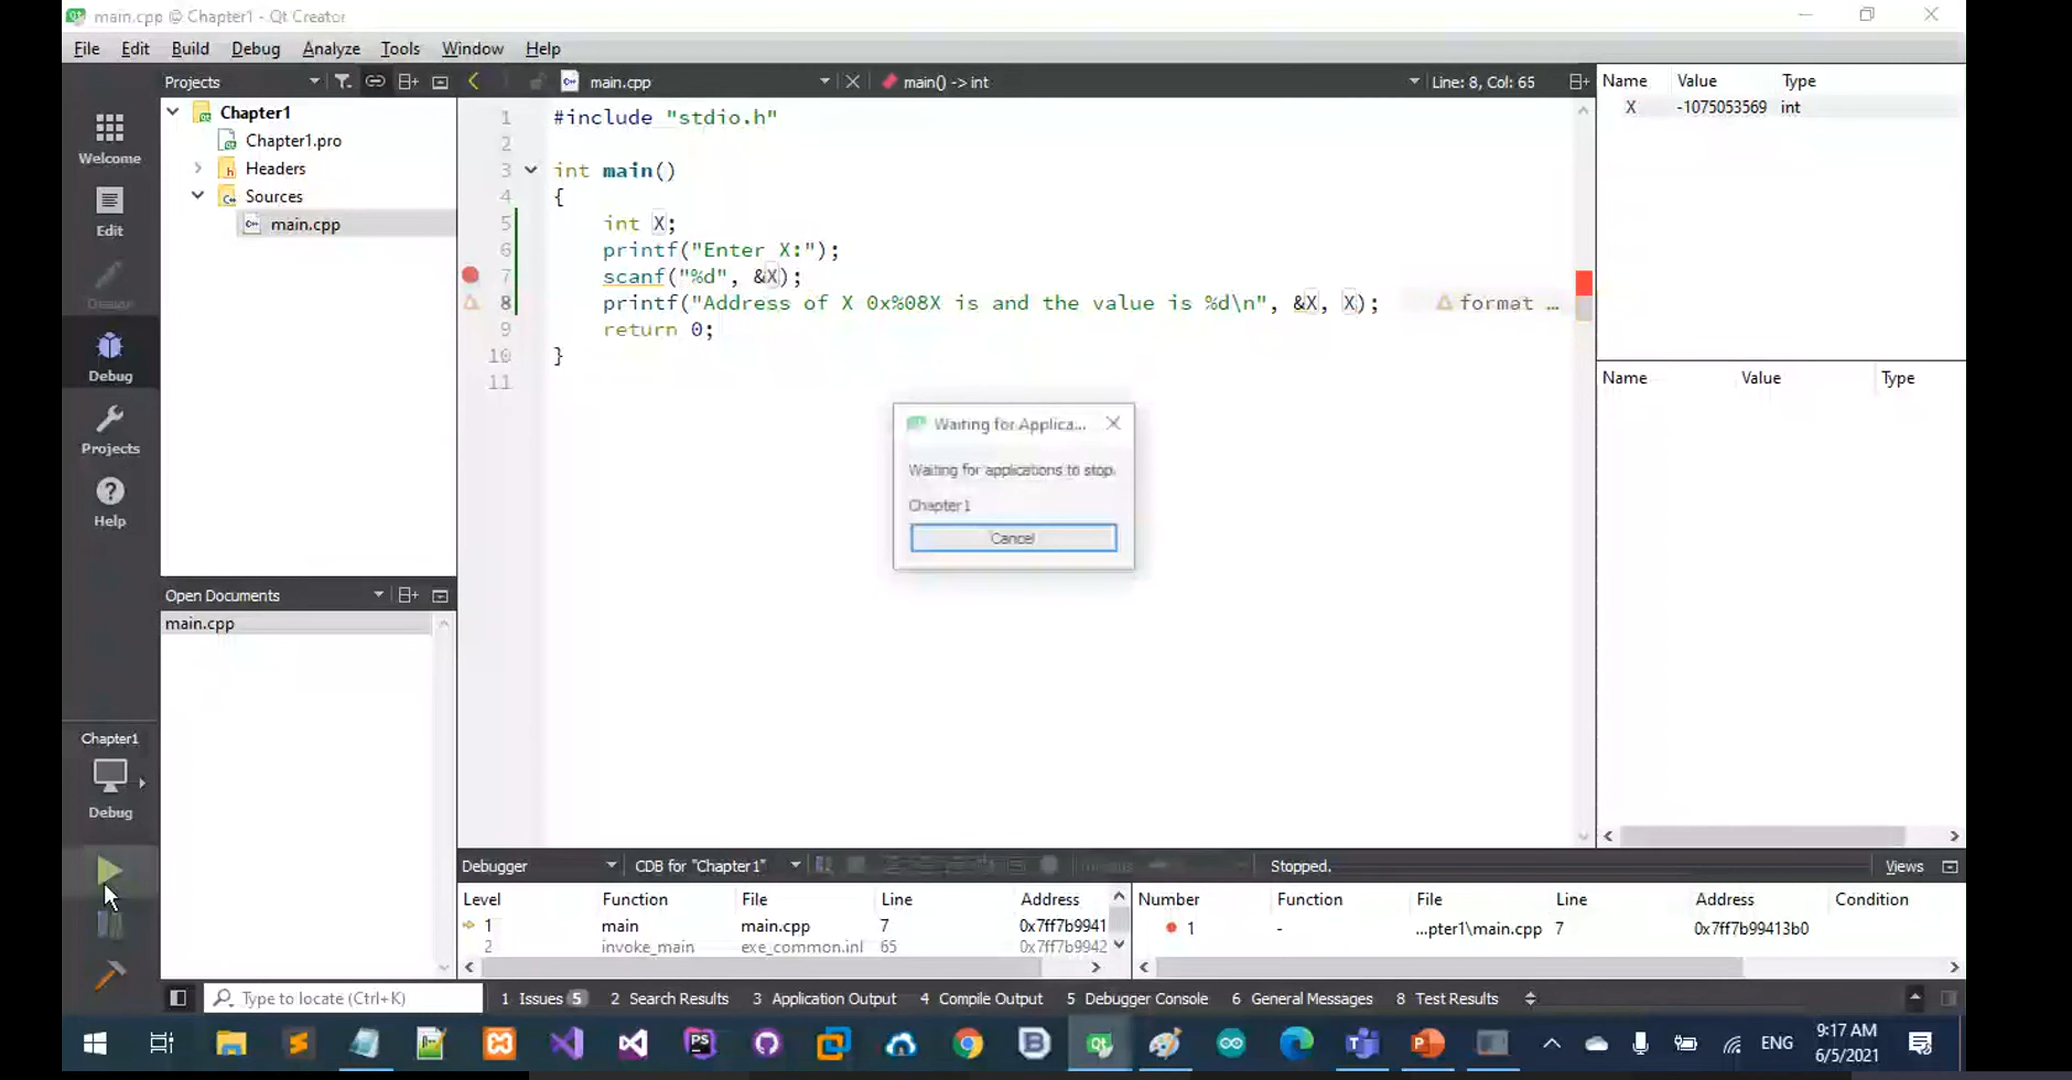 main.cpp @ Chapter1 - Qt Creator
File Edit Build Debug Analyze Tools Window Help
Projects
main.cpp
main() -> int
Line: 8, Col: 65
Name Value Type
X -1075053569 int
Welcome
Edit
Design
Debug
Projects
Help
Chapter1
Chapter1.pro
Headers
Sources
main.cpp
1 #include "stdio.h"
2
3 int main()
4 {
5 int X;
6 printf("Enter X:");
7 scanf("%d", &X);
8 printf("Address of X 0x%08X is and the value is %d\n", &X, X); format ...
9 return 0;
10 }
11
Waiting for Applica...
Waiting for applications to stop.
Chapter1
Cancel
Name Value Type
Open Documents
main.cpp
Chapter1
Debug
Debugger CDB for "Chapter1" Stopped. Views
Level Function File Line Address
1 main main.cpp 7 0x7ff7b9941
2 invoke_main exe_common.inl 65 0x7ff7b9942
Number Function File Line Address Condition
1 - ...pter1\main.cpp 7 0x7ff7b99413b0
Type to locate (Ctrl+K) 1 Issues 5 2 Search Results 3 Application Output 4 Compile Output 5 Debugger Console 6 General Messages 8 Test Results
ENG
9:17 AM
6/5/2021